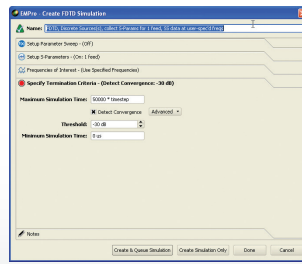 EMPro - Create FDTD Simulation
Name: FDTD, Discrete Source(s), collect S-Params for 1 feed, SS data at user-specd freqs
Setup Parameter Sweep - (Off)
Setup S-Parameters - (On: 1 feed)
Frequencies of Interest - (Use Specified Frequencies)
Specify Termination Criteria - (Detect Convergence: -30 dB)
Maximum Simulation Time: 50000 * timestep
Detect Convergence Advanced
Threshold: -30 dB
Minimum Simulation Time: 0 us
Notes
Create & Queue Simulation Create Simulation Only Done Cancel